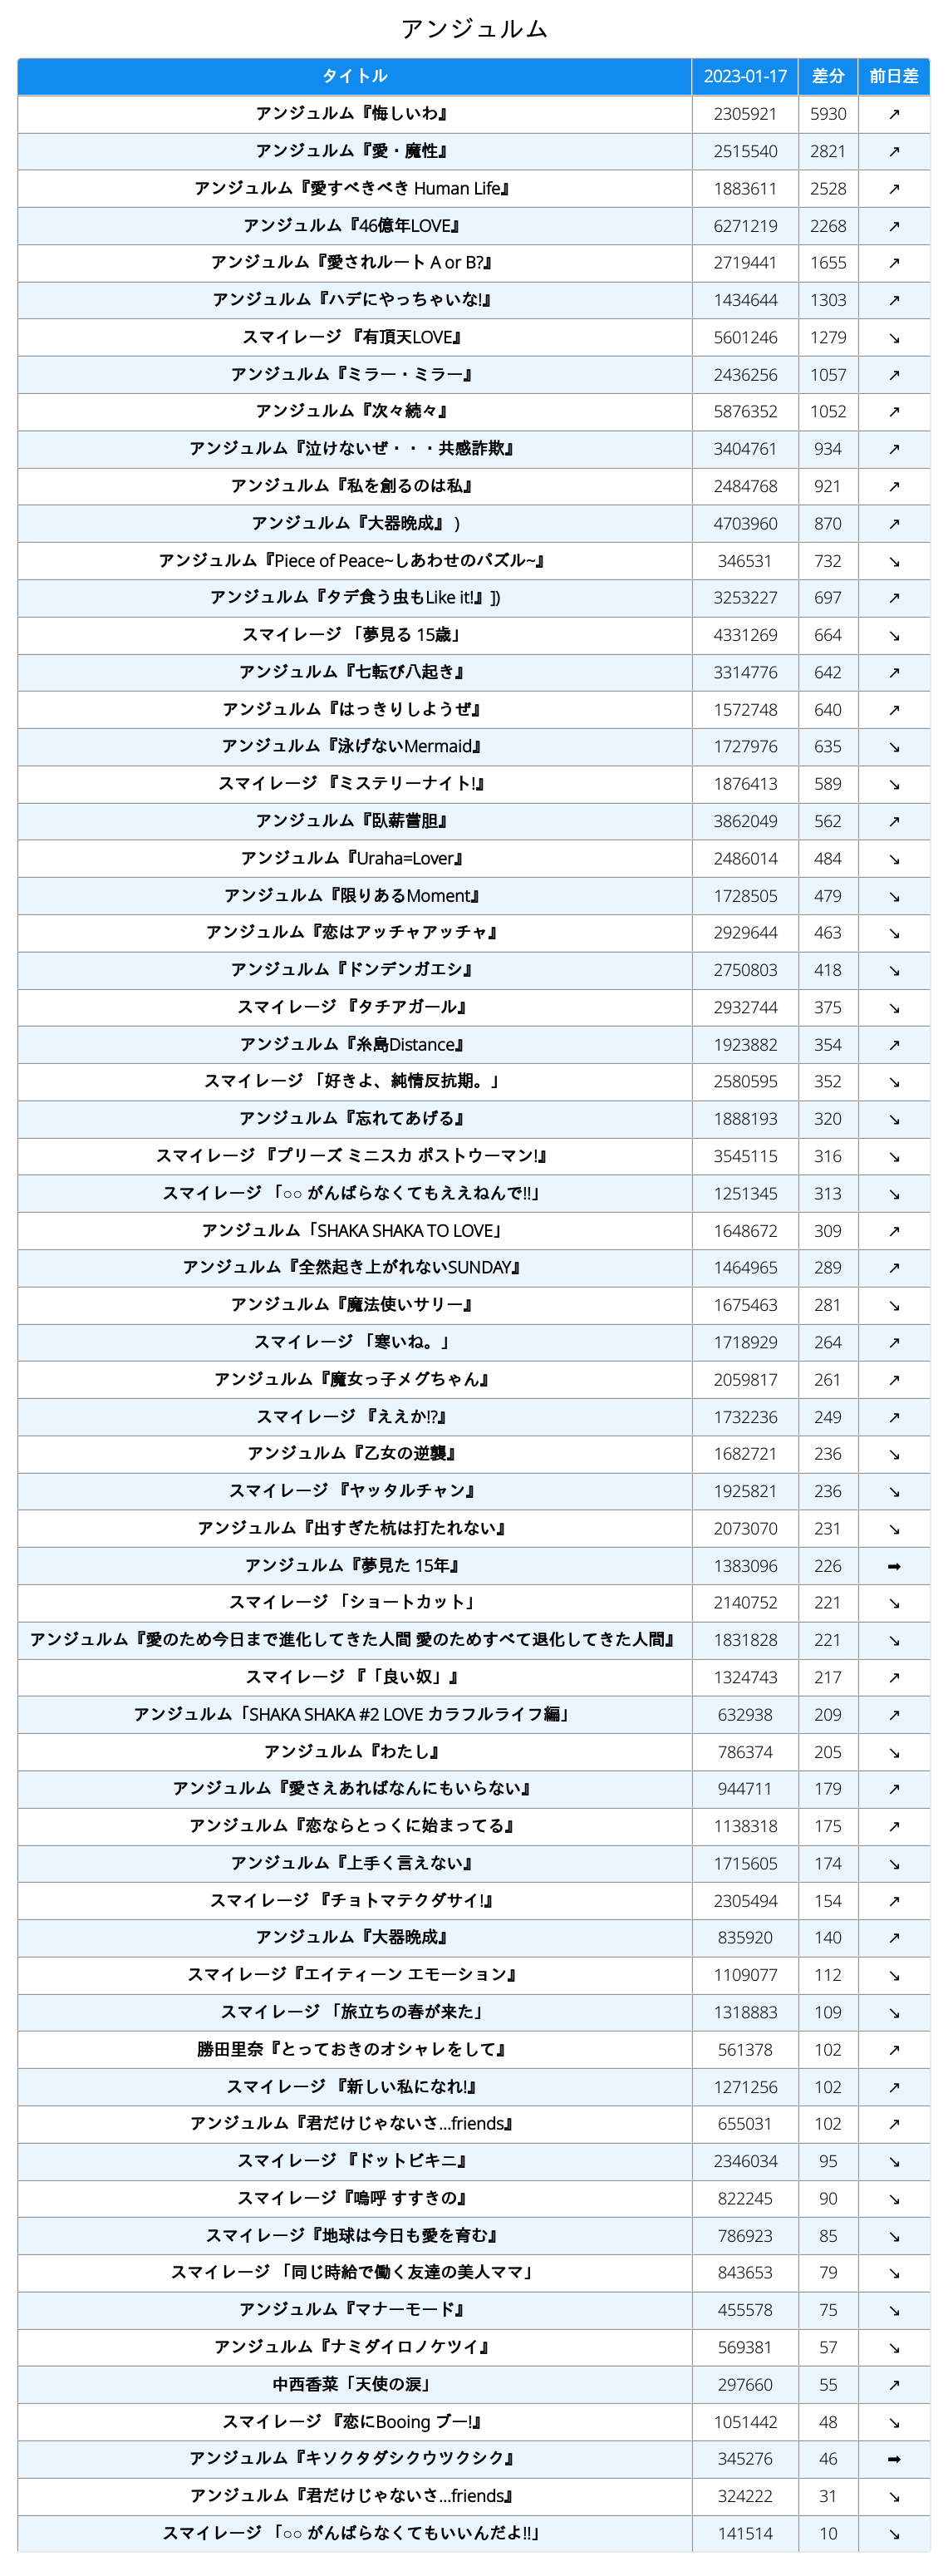 アンジュルム
タイトル 2023-01-17 差分 前日差
アンジュルム『悔しいわ』 2305921 5930 ↗
アンジュルム『愛・魔性』 2515540 2821 ↗
アンジュルム『愛すべきべき Human Life』 1883611 2528 ↗
アンジュルム『46億年LOVE』 6271219 2268 ↗
アンジュルム『愛されルート A or B?』 2719441 1655 ↗
アンジュルム『ハデにやっちゃいな!』 1434644 1303 ↗
スマイレージ 『有頂天LOVE』 5601246 1279 ↘
アンジュルム『ミラー・ミラー』 2436256 1057 ↗
アンジュルム『次々続々』 5876352 1052 ↗
アンジュルム『泣けないぜ・・・共感詐欺』 3404761 934 ↗
アンジュルム『私を創るのは私』 2484768 921 ↗
アンジュルム『大器晩成』 ) 4703960 870 ↗
アンジュルム『Piece of Peace~しあわせのパズル~』 346531 732 ↘
アンジュルム『タデ食う虫もLike it!』]) 3253227 697 ↗
スマイレージ 「夢見る 15歳」 4331269 664 ↘
アンジュルム『七転び八起き』 3314776 642 ↗
アンジュルム『はっきりしようぜ』 1572748 640 ↗
アンジュルム『泳げないMermaid』 1727976 635 ↘
スマイレージ 『ミステリーナイト!』 1876413 589 ↘
アンジュルム『臥薪嘗胆』 3862049 562 ↗
アンジュルム『Uraha=Lover』 2486014 484 ↘
アンジュルム『限りあるMoment』 1728505 479 ↘
アンジュルム『恋はアッチャアッチャ』 2929644 463 ↘
アンジュルム『ドンデンガエシ』 2750803 418 ↘
スマイレージ 『タチアガール』 2932744 375 ↘
アンジュルム『糸島Distance』 1923882 354 ↗
スマイレージ 「好きよ、純情反抗期。」 2580595 352 ↘
アンジュルム『忘れてあげる』 1888193 320 ↘
スマイレージ 『プリーズ ミニスカ ポストウーマン!』 3545115 316 ↘
スマイレージ 「○○ がんばらなくてもええねんで!!」 1251345 313 ↘
アンジュルム「SHAKA SHAKA TO LOVE」 1648672 309 ↗
アンジュルム『全然起き上がれないSUNDAY』 1464965 289 ↗
アンジュルム『魔法使いサリー』 1675463 281 ↘
スマイレージ 「寒いね。」 1718929 264 ↗
アンジュルム『魔女っ子メグちゃん』 2059817 261 ↗
スマイレージ 『ええか!?』 1732236 249 ↗
アンジュルム『乙女の逆襲』 1682721 236 ↘
スマイレージ 『ヤッタルチャン』 1925821 236 ↘
アンジュルム『出すぎた杭は打たれない』 2073070 231 ↘
アンジュルム『夢見た 15年』 1383096 226 ➡
スマイレージ 「ショートカット」 2140752 221 ↘
アンジュルム『愛のため今日まで進化してきた人間 愛のためすべて退化してきた人間』 1831828 221 ↘
スマイレージ 『「良い奴」』 1324743 217 ↗
アンジュルム「SHAKA SHAKA #2 LOVE カラフルライフ編」 632938 209 ↗
アンジュルム『わたし』 786374 205 ↘
アンジュルム『愛さえあればなんにもいらない』 944711 179 ↗
アンジュルム『恋ならとっくに始まってる』 1138318 175 ↗
アンジュルム『上手く言えない』 1715605 174 ↘
スマイレージ 『チョトマテクダサイ!』 2305494 154 ↗
アンジュルム『大器晩成』 835920 140 ↗
スマイレージ『エイティーン エモーション』 1109077 112 ↘
スマイレージ 「旅立ちの春が来た」 1318883 109 ↘
勝田里奈『とっておきのオシャレをして』 561378 102 ↗
スマイレージ 『新しい私になれ!』 1271256 102 ↗
アンジュルム『君だけじゃないさ...friends』 655031 102 ↗
スマイレージ 『ドットビキニ』 2346034 95 ↘
スマイレージ『嗚呼 すすきの』 822245 90 ↘
スマイレージ『地球は今日も愛を育む』 786923 85 ↘
スマイレージ 「同じ時給で働く友達の美人ママ」 843653 79 ↘
アンジュルム『マナーモード』 455578 75 ↘
アンジュルム『ナミダイロノケツイ』 569381 57 ↘
中西香菜「天使の涙」 297660 55 ↗
スマイレージ 『恋にBooing ブー!』 1051442 48 ↘
アンジュルム『キソクタダシクウツクシク』 345276 46 ➡
アンジュルム『君だけじゃないさ...friends』 324222 31 ↘
スマイレージ 「○○ がんばらなくてもいいんだよ!!」 141514 10 ↘